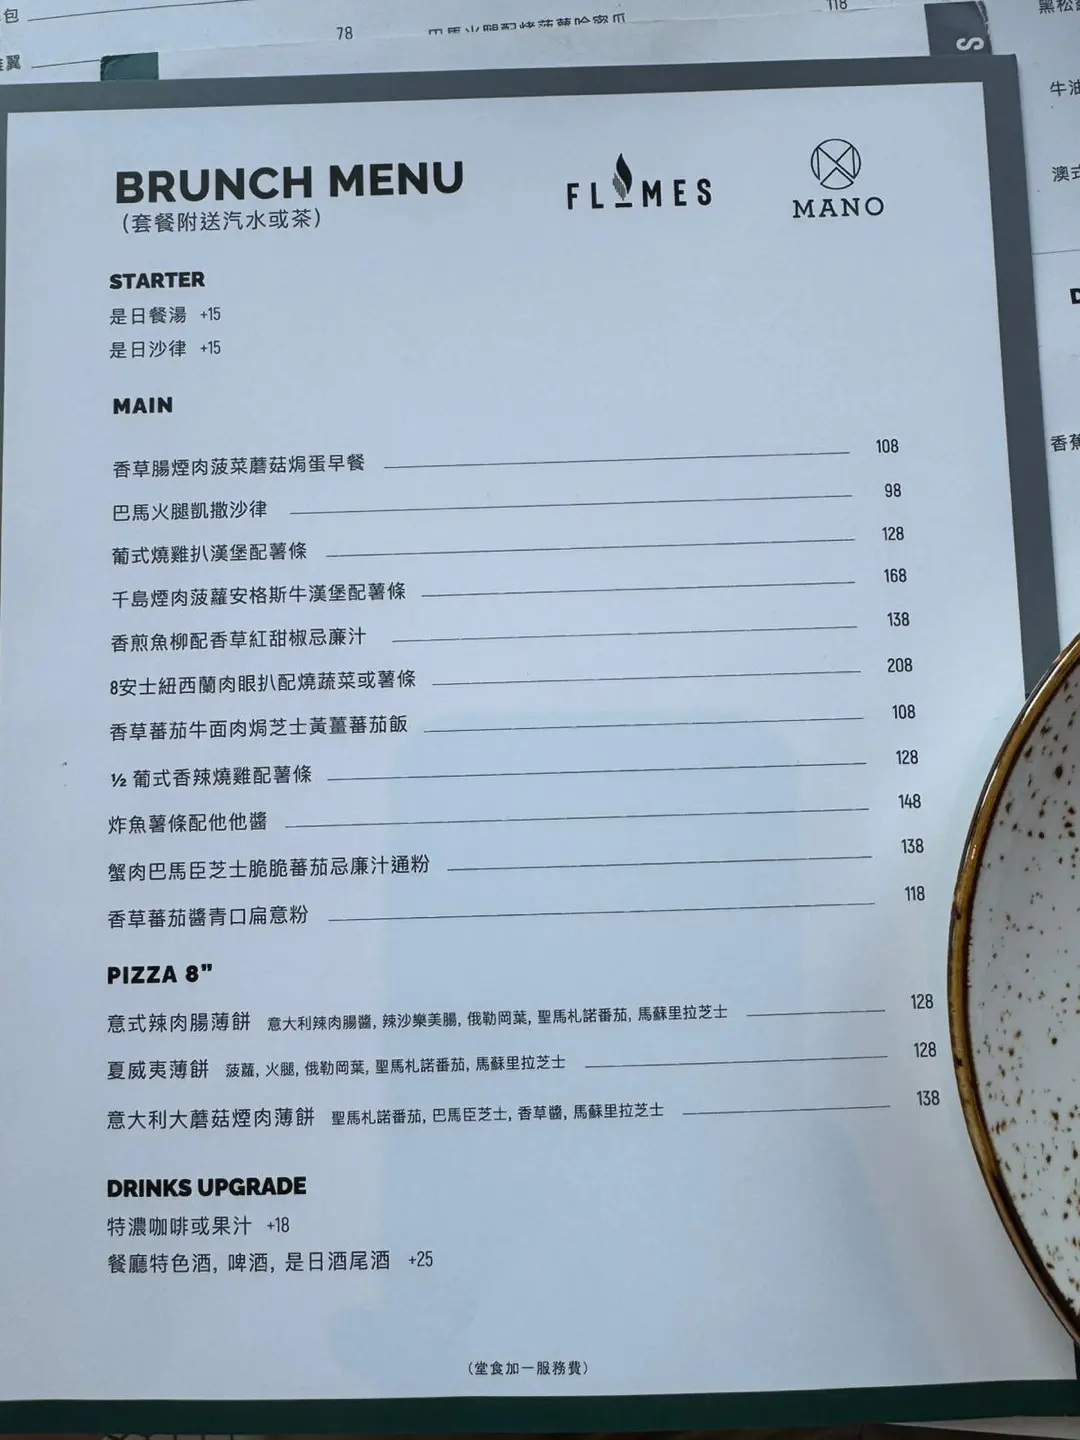 包
78
118
翼
S
牛油
澳式
香蕉
BRUNCH MENU
(套餐附送汽水或茶)
FLAMES
MANO
STARTER
是日餐湯 +15
是日沙律 +15
MAIN
香草腸煙肉菠菜蘑菇焗蛋早餐 108
巴馬火腿凱撒沙律 98
葡式燒雞扒漢堡配薯條 128
千島煙肉菠蘿安格斯牛漢堡配薯條 168
香煎魚柳配香草紅甜椒忌廉汁 138
8安士紐西蘭肉眼扒配燒蔬菜或薯條 208
香草蕃茄牛面肉焗芝士黃薑蕃茄飯 108
½ 葡式香辣燒雞配薯條 128
炸魚薯條配他他醬 148
蟹肉巴馬臣芝士脆脆蕃茄忌廉汁通粉 138
香草蕃茄醬青口扁意粉 118
PIZZA 8”
意式辣肉腸薄餅 意大利辣肉腸醬, 辣沙樂美腸, 俄勒岡葉, 聖馬札諾番茄, 馬蘇里拉芝士 128
夏威夷薄餅 菠蘿, 火腿, 俄勒岡葉, 聖馬札諾番茄, 馬蘇里拉芝士 128
意大利大蘑菇煙肉薄餅 聖馬札諾番茄, 巴馬臣芝士, 香草醬, 馬蘇里拉芝士 138
DRINKS UPGRADE
特濃咖啡或果汁 +18
餐廳特色酒, 啤酒, 是日酒尾酒 +25
(堂食加一服務費)